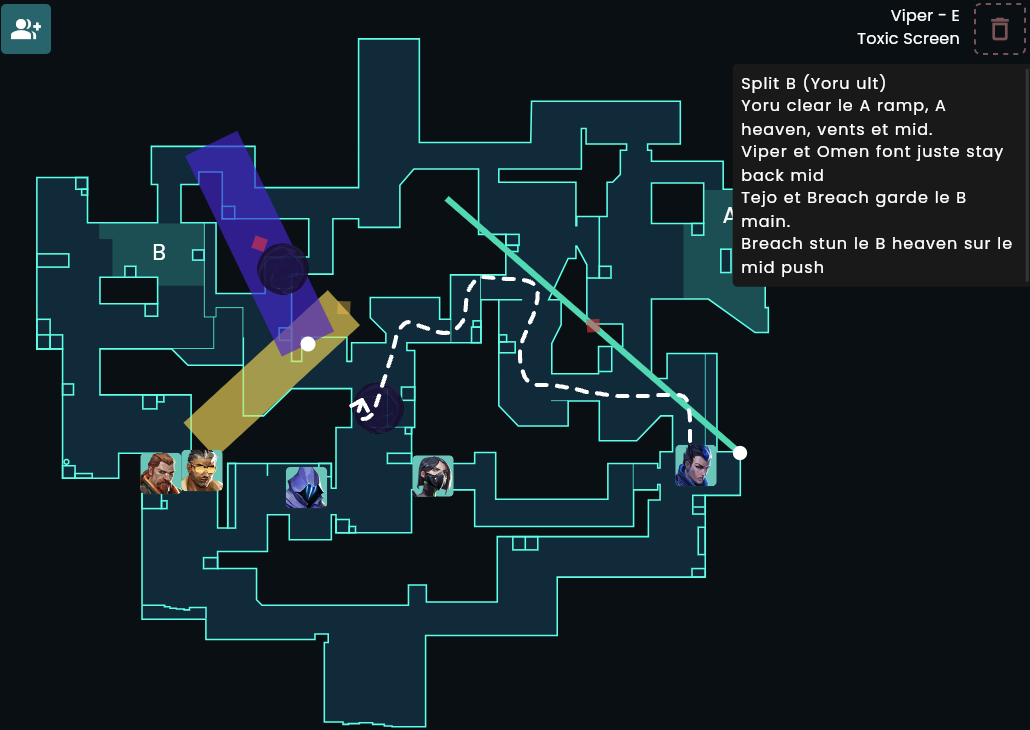 Viper - E
Toxic Screen
Split B (Yoru ult)
Yoru clear le A ramp, A
heaven, vents et mid.
Viper et Omen font juste stay
back mid
Tejo et Breach garde le B
main.
Breach stun le B heaven sur le
mid push
B
A